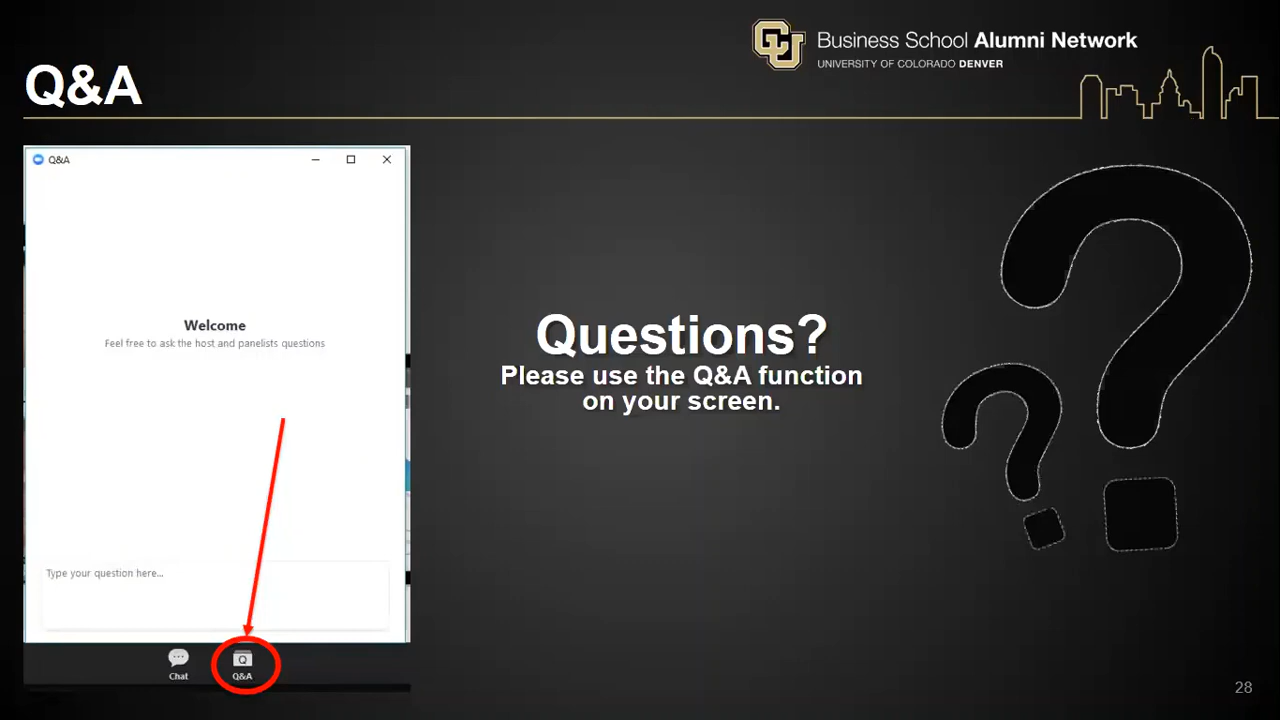 Business School Alumni Network
UNIVERSITY OF COLORADO DENVER
Q&A
Q&A
Welcome
Feel free to ask the host and panelists questions
Type your question here...
Chat
Q&A
Questions?
Please use the Q&A function
on your screen.
28